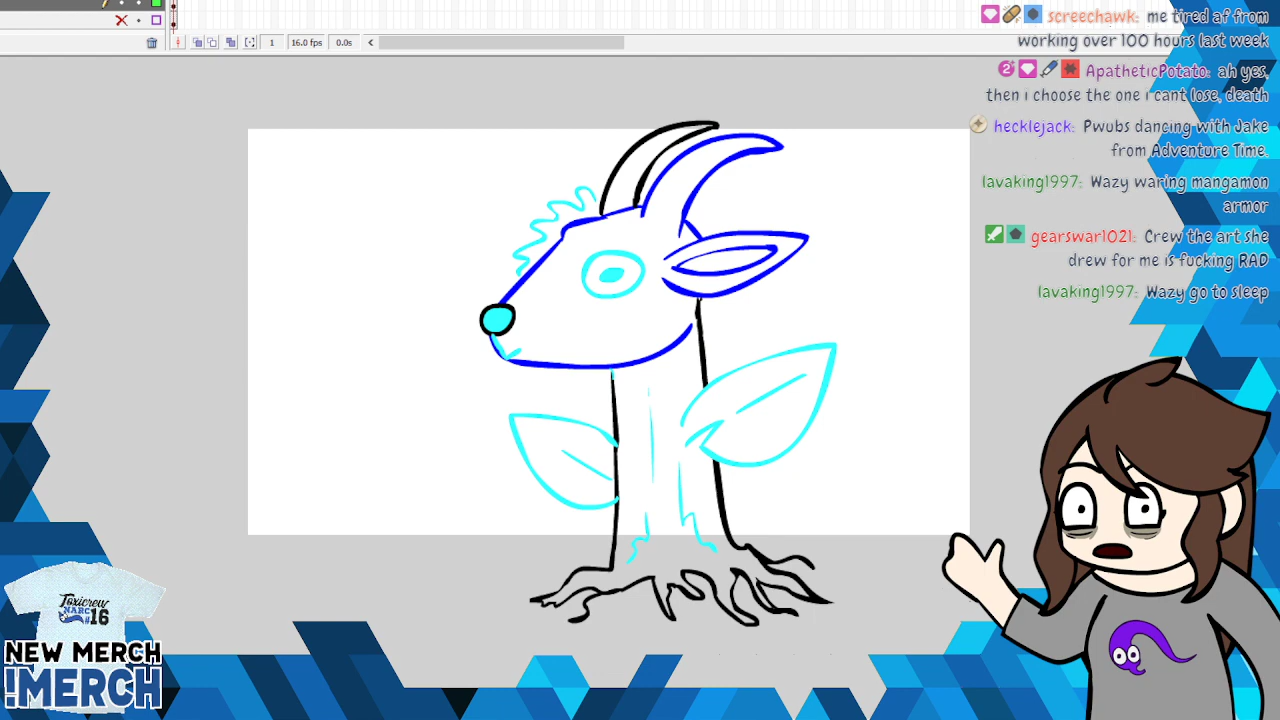 1 16.0 fps 0.0s
screechawk: me tired af from
working over 100 hours last week
2 ApatheticPotato: ah yes,
then i choose the one i cant lose, death
hecklejack: Pwubs dancing with Jake
from Adventure Time.
lavaking1997: Wazy waring mangamon
armor
gearswar1021: Crew the art she
drew for me is fucking RAD
lavaking1997: Wazy go to sleep
Toxicrew
NARC
#16
NEW MERCH
!MERCH